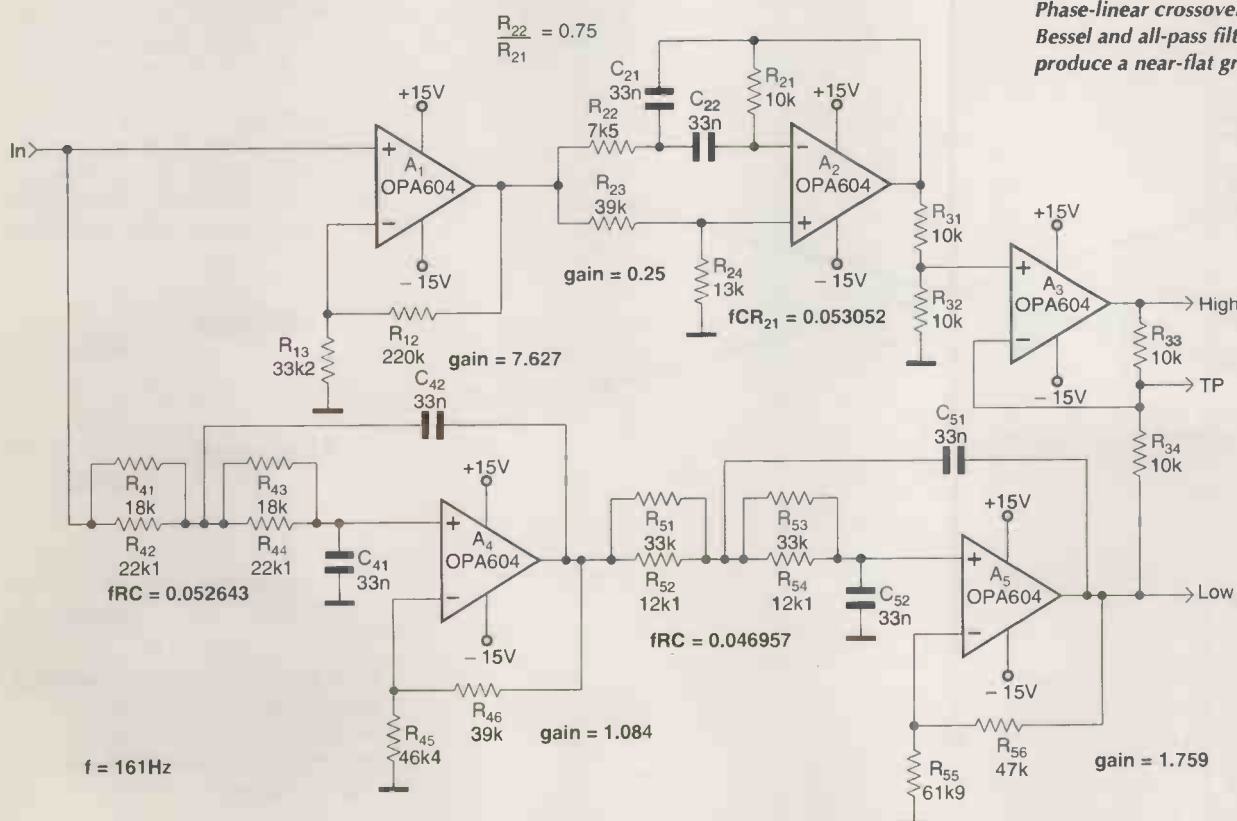 Phase-linear crossove
Bessel and all-pass filt
produce a near-flat gr
R22
R21
= 0.75
C21
33n
R21
10k
C22
33n
R22
7k5
+15V
In
+
A1
OPA604
−
− 15V
R23
39k
+15V
−
A2
OPA604
+
− 15V
gain = 0.25
R24
13k
fCR21 = 0.053052
R31
10k
R32
10k
+15V
+
A3
OPA604
−
− 15V
High
R33
10k
TP
R34
10k
R12
220k
R13
33k2
gain = 7.627
C42
33n
C51
33n
R41
18k
R43
18k
R42
22k1
R44
22k1
fRC = 0.052643
C41
33n
+15V
+
A4
OPA604
−
− 15V
R51
33k
R53
33k
R52
12k1
R54
12k1
fRC = 0.046957
C52
33n
+15V
+
A5
OPA604
−
− 15V
Low
R46
39k
R45
46k4
gain = 1.084
R56
47k
R55
61k9
gain = 1.759
f = 161Hz